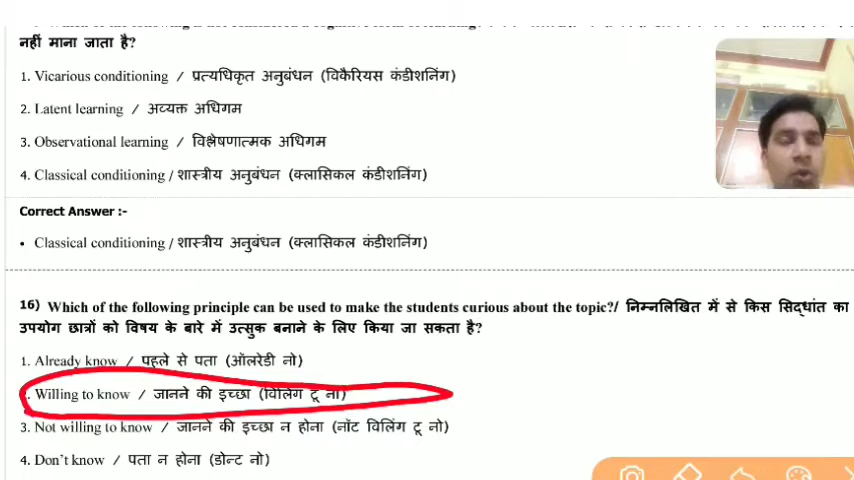 नहीं माना जाता है?
1. Vicarious conditioning / प्रत्यधिकृत अनुबंधन (विकैरियस कंडीशनिंग)
2. Latent learning / अव्यक्त अधिगम
3. Observational learning / विश्लेषणात्मक अधिगम
4. Classical conditioning / शास्त्रीय अनुबंधन (क्लासिकल कंडीशनिंग)
Correct Answer :-
• Classical conditioning / शास्त्रीय अनुबंधन (क्लासिकल कंडीशनिंग)
16) Which of the following principle can be used to make the students curious about the topic?/ निम्नलिखित में से किस सिद्धांत का
उपयोग छात्रों को विषय के बारे में उत्सुक बनाने के लिए किया जा सकता है?
1. Already know / पहले से पता (ऑलरेडी नो)
. Willing to know / जानने की इच्छा (विलिंग टू नो)
3. Not willing to know / जानने की इच्छा न होना (नॉट विलिंग टू नो)
4. Don't know / पता न होना (डोन्ट नो)